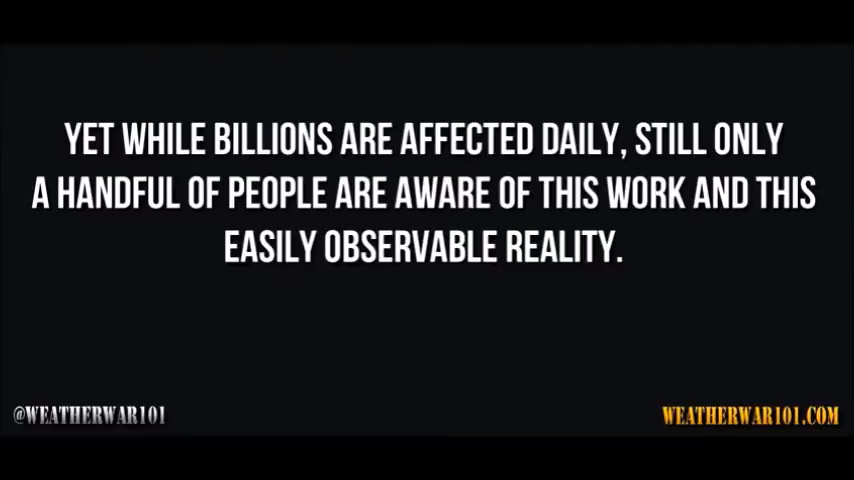 YET WHILE BILLIONS ARE AFFECTED DAILY, STILL ONLY
A HANDFUL OF PEOPLE ARE AWARE OF THIS WORK AND THIS
EASILY OBSERVABLE REALITY.
@WEATHERWAR101
WEATHERWAR101.COM